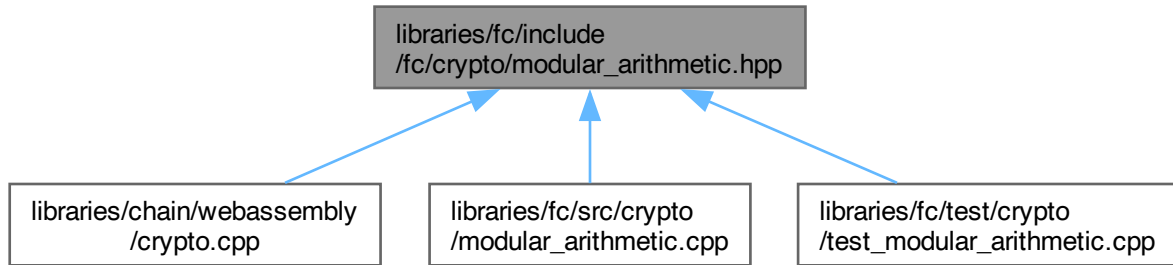 libraries/fc/include
/fc/crypto/modular_arithmetic.hpp
libraries/chain/webassembly
/crypto.cpp
libraries/fc/src/crypto
/modular_arithmetic.cpp
libraries/fc/test/crypto
/test_modular_arithmetic.cpp